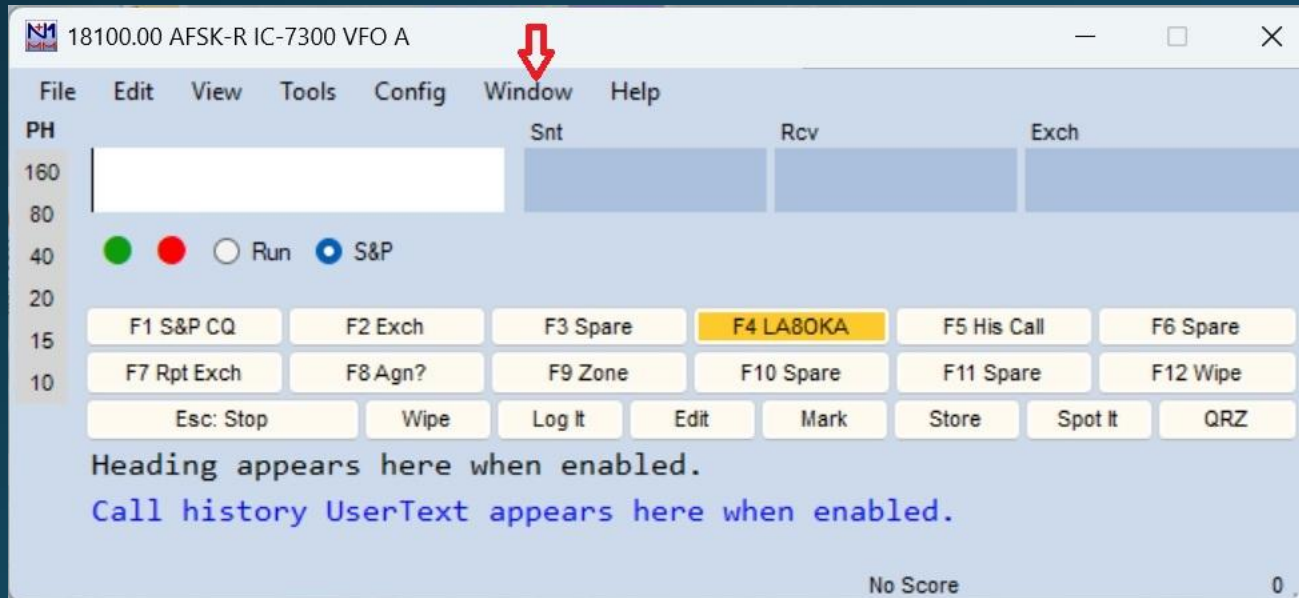 N1MM 18100.00 AFSK-R IC-7300 VFO A
File Edit View Tools Config Window Help
PH Snt Rcv Exch
160
80
40 Run S&P
20
15 F1 S&P CQ F2 Exch F3 Spare F4 LA8OKA F5 His Call F6 Spare
10 F7 Rpt Exch F8 Agn? F9 Zone F10 Spare F11 Spare F12 Wipe
Esc: Stop Wipe Log It Edit Mark Store Spot It QRZ
Heading appears here when enabled.
Call history UserText appears here when enabled.
No Score 0